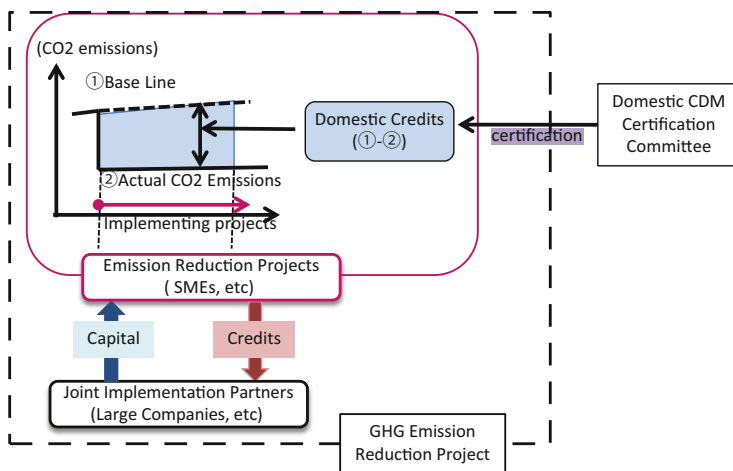 (CO2 emissions)
①Base Line
Domestic Credits
(①-②)
certification
Domestic CDM
Certification
Committee
②Actual CO2 Emissions
Implementing projects
Emission Reduction Projects
( SMEs, etc)
Capital
Credits
Joint Implementation Partners
(Large Companies, etc)
GHG Emission
Reduction Project